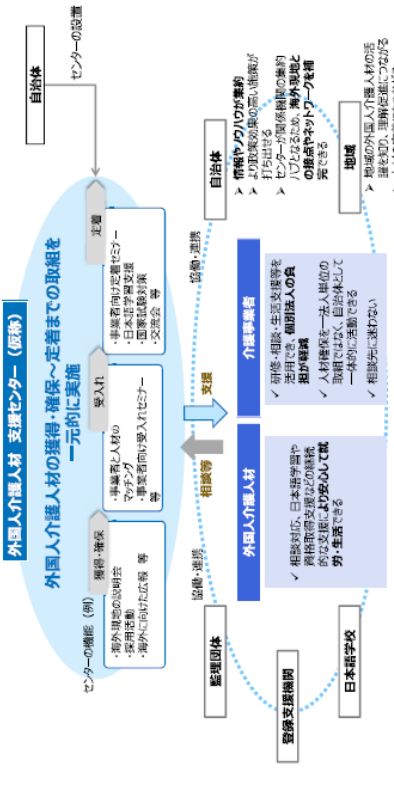 外国人介護人材 支援センター（仮称）
外国人介護人材の獲得・確保～定着までの取組を
一元的に実施
自治体
センターの設置
センターの機能（例）
獲得・確保
・海外現地の説明会
・採用活動
・海外に向けた広報 等
受入れ
・事業者と人材の
マッチング
・事業者向け受入れセミナー
等
定着
・事業者向け定着セミナー
・日本語学習支援
・国家試験対策
・交流会 等
相談等
支援
協働・連携
協働・連携
監理団体
登録支援機関
日本語学校
外国人介護人材
✓ 相談対応、日本語学習や
資格取得支援などの継続
的な支援により安心して就
労・生活できる
介護事業者
✓ 研修・相談・生活支援等を
活用でき、個別法人の負
担が軽減
✓ 人材確保を一法人単位の
取組ではなく、自治体として
一体的に活動できる
✓ 相談先に迷わない
自治体
➤ 情報やノウハウが集約
より政策効果の高い施策が
打ち出せる
➤ センターが関係機関の集約
ハブとなるため、海外現地と
の接点やネットワークを補
完できる
地域
➤ 地域の外国人介護人材の活
躍を知り、理解促進につながる